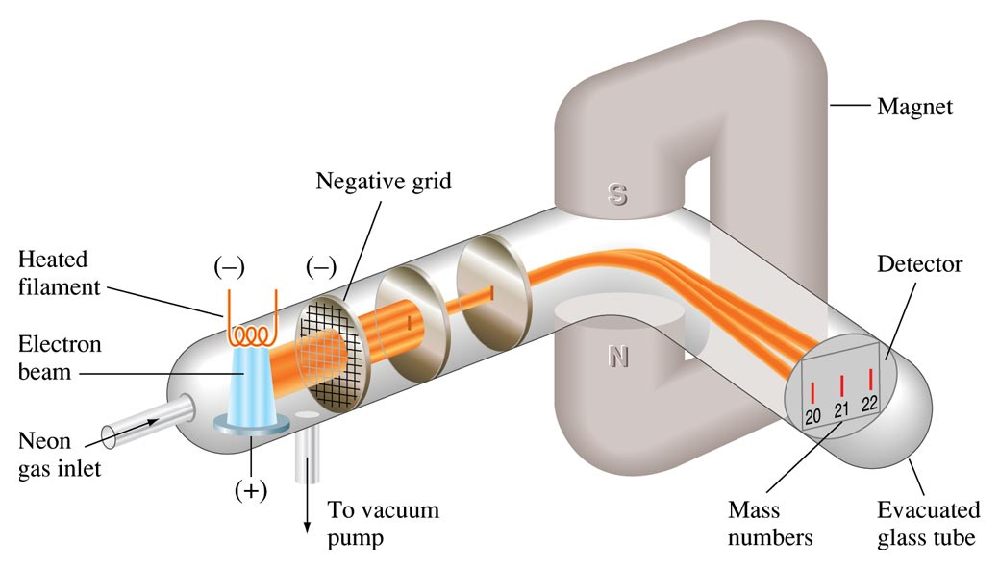 Magnet
Negative grid
S
Heated
filament
(–)
(–)
Detector
Electron
beam
N
20 21 22
Neon
gas inlet
(+)
To vacuum
pump
Mass
numbers
Evacuated
glass tube